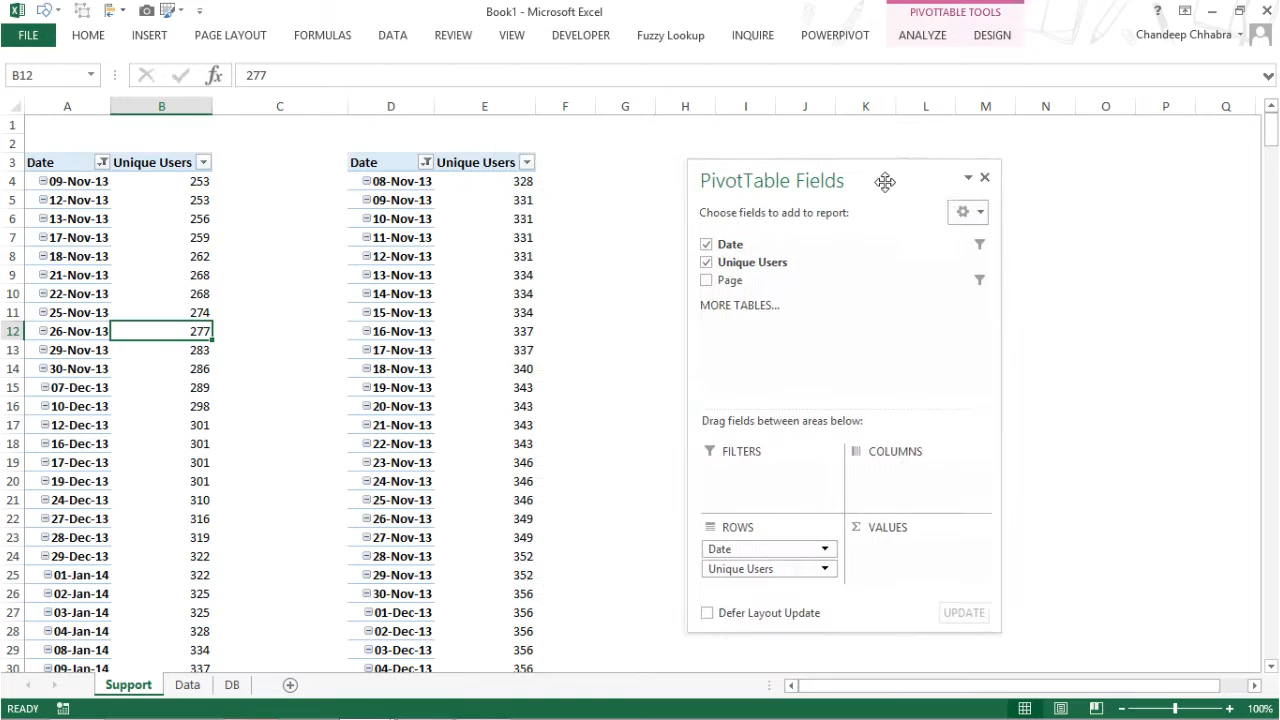 Book1 - Microsoft Excel
PIVOTTABLE TOOLS
?
FILE HOME INSERT PAGE LAYOUT FORMULAS DATA REVIEW VIEW DEVELOPER Fuzzy Lookup INQUIRE POWERPIVOT ANALYZE DESIGN Chandeep Chhabra
B12 fx 277
A B C D E F G H I J K L M N O P Q
1
2
3 Date Unique Users Date Unique Users
4 09-Nov-13 253 08-Nov-13 328
5 12-Nov-13 253 09-Nov-13 331
6 13-Nov-13 256 10-Nov-13 331
7 17-Nov-13 259 11-Nov-13 331
8 18-Nov-13 262 12-Nov-13 331
9 21-Nov-13 268 13-Nov-13 334
10 22-Nov-13 268 14-Nov-13 334
11 25-Nov-13 274 15-Nov-13 334
12 26-Nov-13 277 16-Nov-13 337
13 29-Nov-13 283 17-Nov-13 337
14 30-Nov-13 286 18-Nov-13 340
15 07-Dec-13 289 19-Nov-13 343
16 10-Dec-13 298 20-Nov-13 343
17 12-Dec-13 301 21-Nov-13 343
18 16-Dec-13 301 22-Nov-13 343
19 17-Dec-13 301 23-Nov-13 346
20 19-Dec-13 301 24-Nov-13 346
21 24-Dec-13 310 25-Nov-13 346
22 27-Dec-13 316 26-Nov-13 349
23 28-Dec-13 319 27-Nov-13 349
24 29-Dec-13 322 28-Nov-13 352
25 01-Jan-14 322 29-Nov-13 352
26 02-Jan-14 325 30-Nov-13 356
27 03-Jan-14 325 01-Dec-13 356
28 04-Jan-14 328 02-Dec-13 356
29 08-Jan-14 334 03-Dec-13 356
30 09-Jan-14 337 04-Dec-13 356
PivotTable Fields
Choose fields to add to report:
Date
Unique Users
Page
MORE TABLES...
Drag fields between areas below:
FILTERS COLUMNS
ROWS Σ VALUES
Date
Unique Users
Defer Layout Update UPDATE
Support Data DB
READY 100%